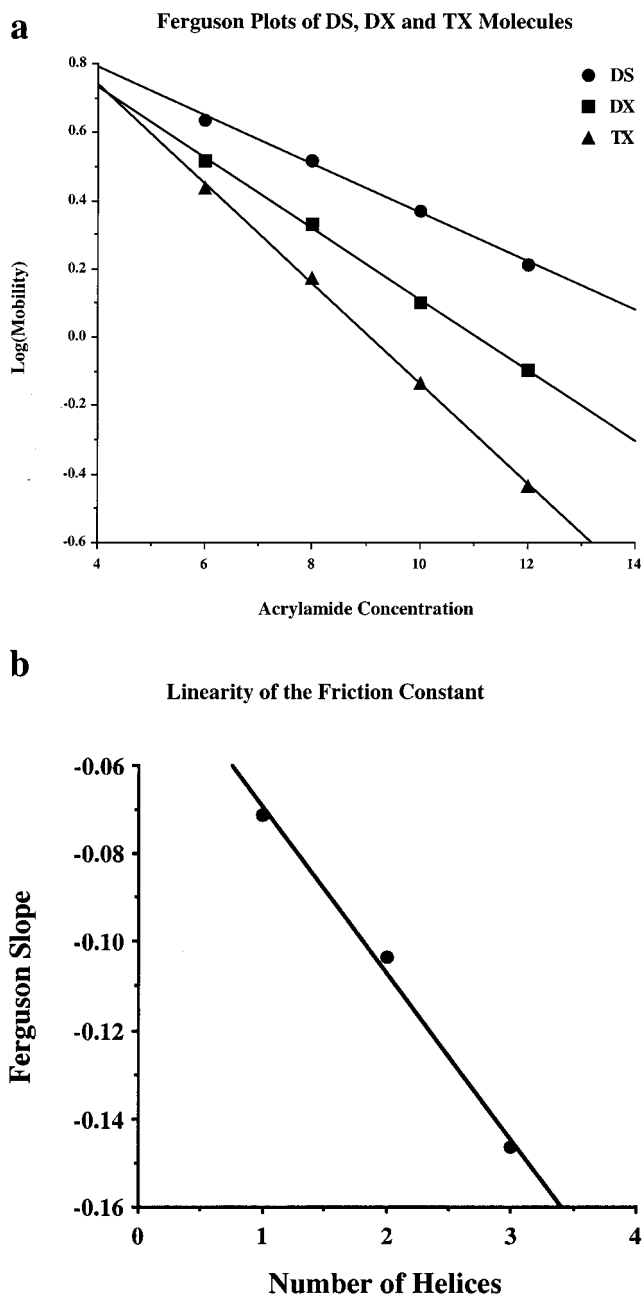 a
Ferguson Plots of DS, DX and TX Molecules
0.8
0.6
0.4
0.2
0.0
-0.2
-0.4
-0.6
Log(Mobility)
DS
DX
TX
4 6 8 10 12 14
Acrylamide Concentration
b
Linearity of the Friction Constant
-0.06
-0.08
-0.10
-0.12
-0.14
-0.16
Ferguson Slope
0 1 2 3 4
Number of Helices